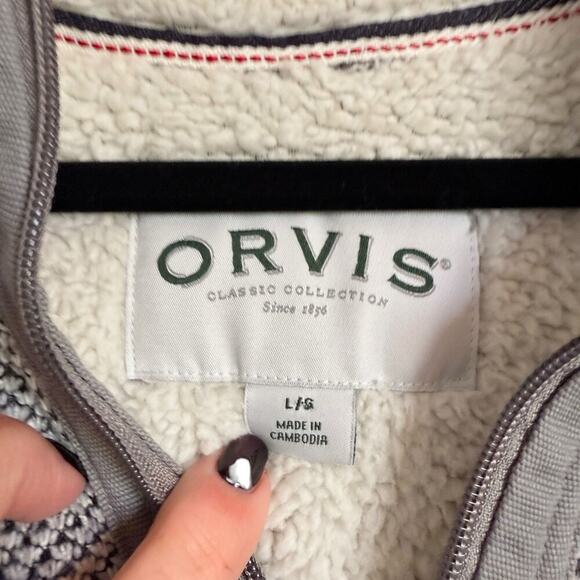 ORVIS®
CLASSIC COLLECTION
Since 1856
L/G
MADE IN
CAMBODIA